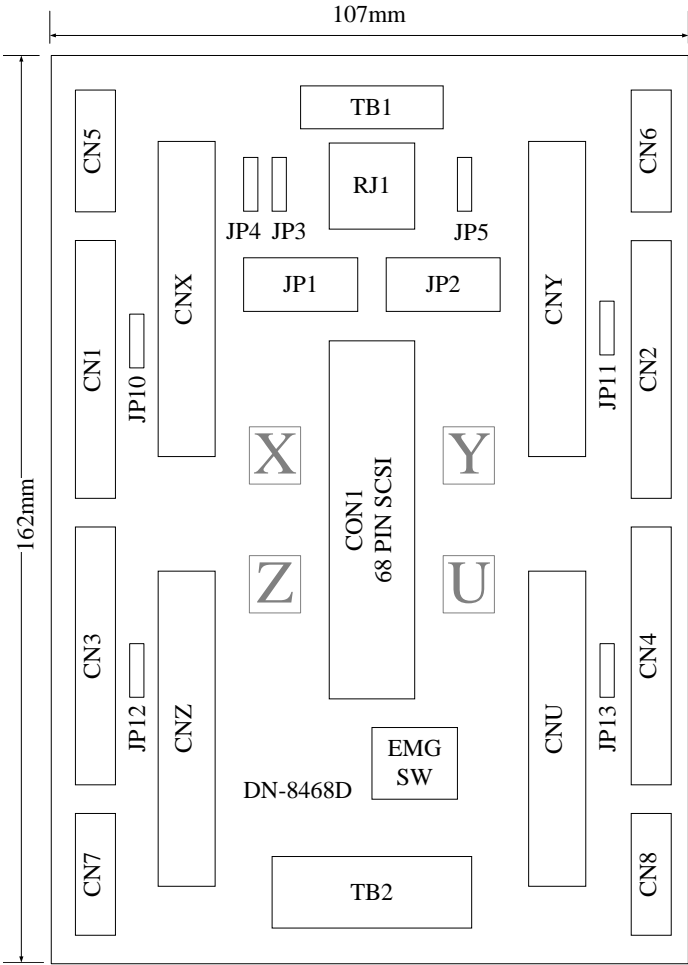 107mm
TB1
CN5
CN6
RJ1
JP4
JP3
JP5
JP1
JP2
CNX
CNY
CN1
CN2
JP10
JP11
X
Y
162mm
CON1
68 PIN SCSI
Z
U
CN3
CN4
JP12
JP13
CNZ
CNU
EMG
SW
DN-8468D
CN7
CN8
TB2